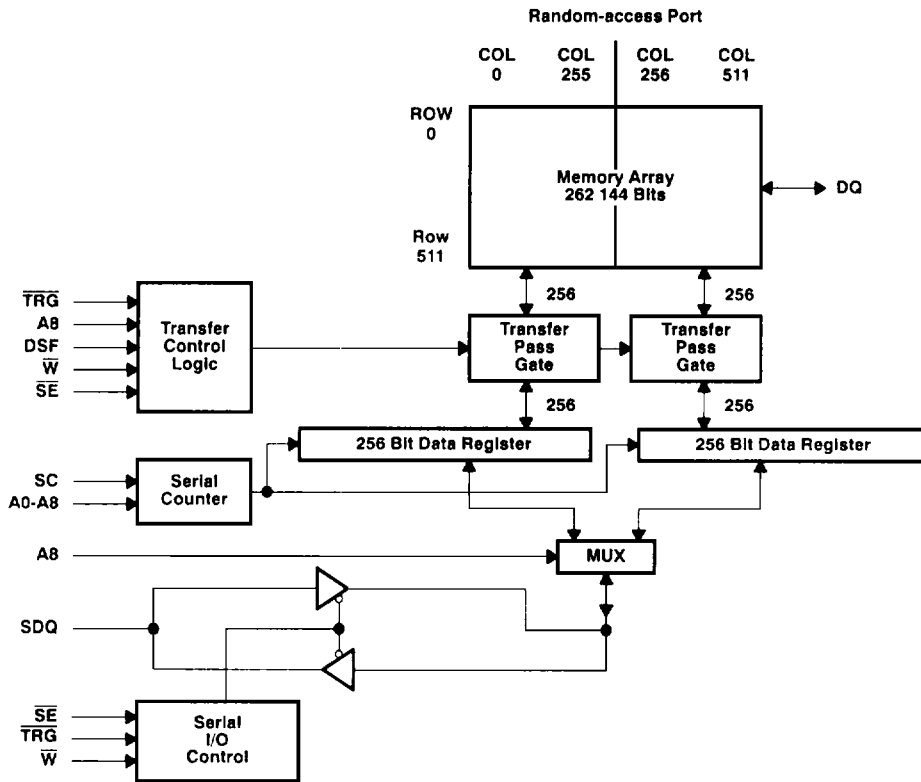 Random-access Port
COL COL COL COL
0 255 256 511
ROW
0
Memory Array
262 144 Bits
DQ
Row
511
256 256
TRG
A8
DSF
W
SE
Transfer
Control
Logic
Transfer
Pass
Gate
Transfer
Pass
Gate
256 256
256 Bit Data Register
256 Bit Data Register
SC
A0-A8
Serial
Counter
A8
MUX
SDQ
SE
TRG
W
Serial
I/O
Control